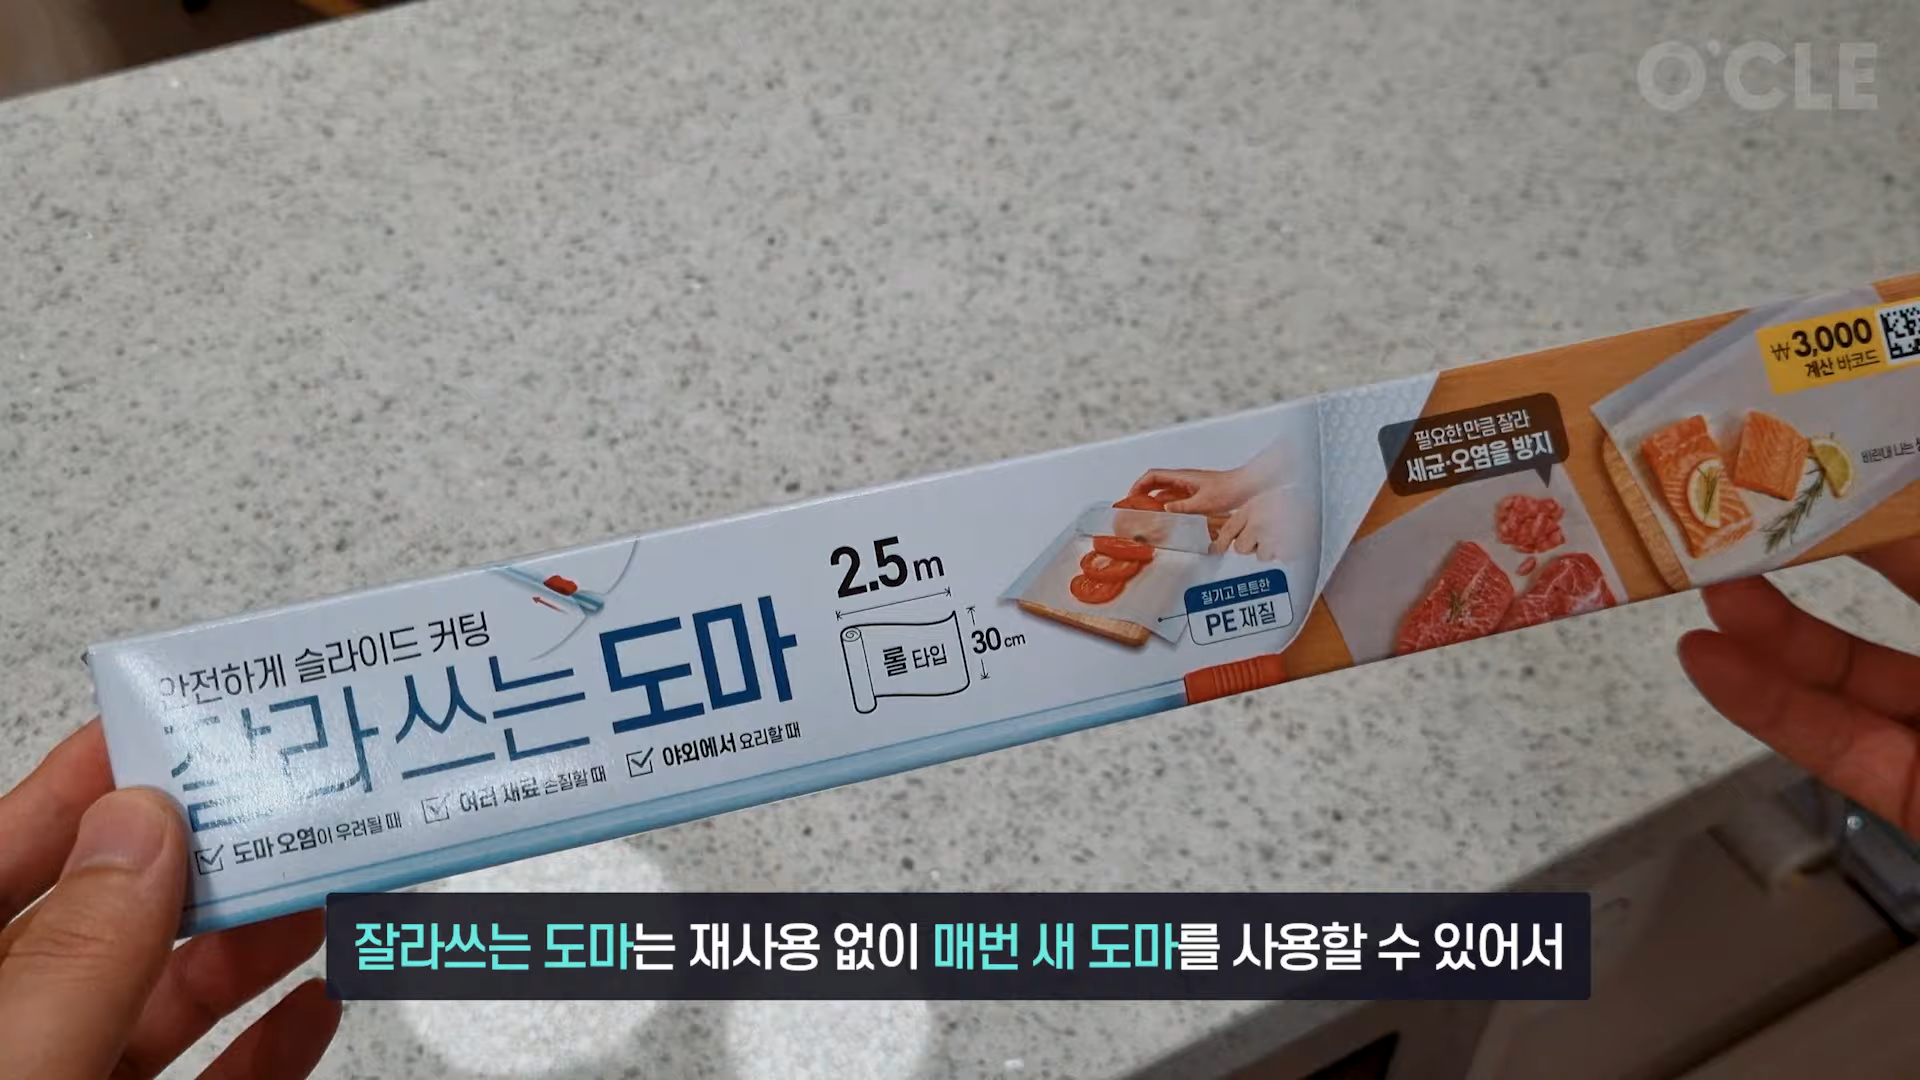 O'CLE
₩3,000
계산 바코드
필요한 만큼 잘라
세균·오염을 방지
비린내 나는
2.5m
롤 타입
30cm
질기고 튼튼한
PE 재질
안전하게 슬라이드 커팅
잘라 쓰는 도마
도마 오염이 우려될 때
여러 재료 손질할 때
야외에서 요리할 때
잘라쓰는 도마는 재사용 없이 매번 새 도마를 사용할 수 있어서